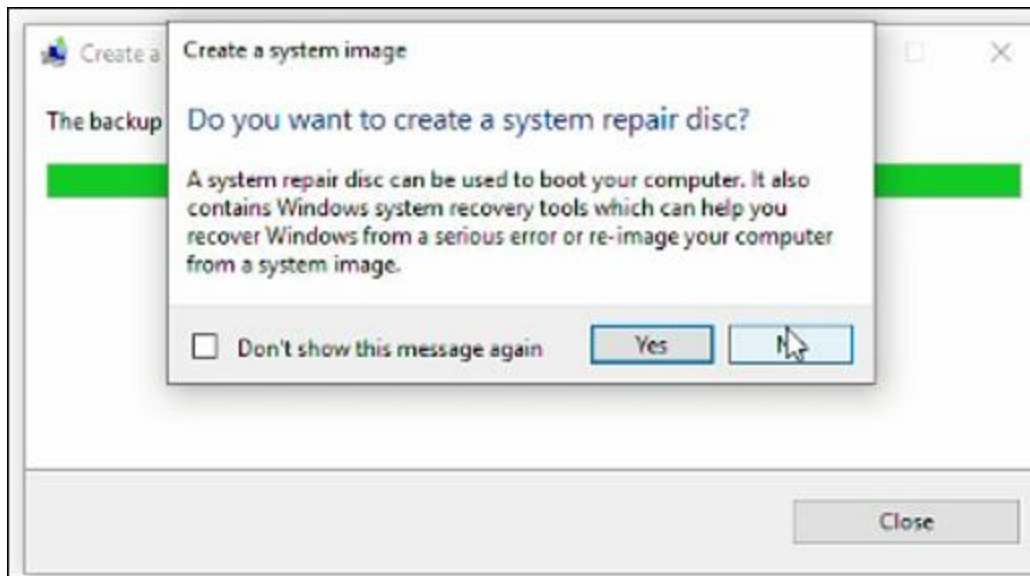 Create a
Create a system image
The backup
Do you want to create a system repair disc?
A system repair disc can be used to boot your computer. It also
contains Windows system recovery tools which can help you
recover Windows from a serious error or re-image your computer
from a system image.
Don't show this message again
Yes
Close